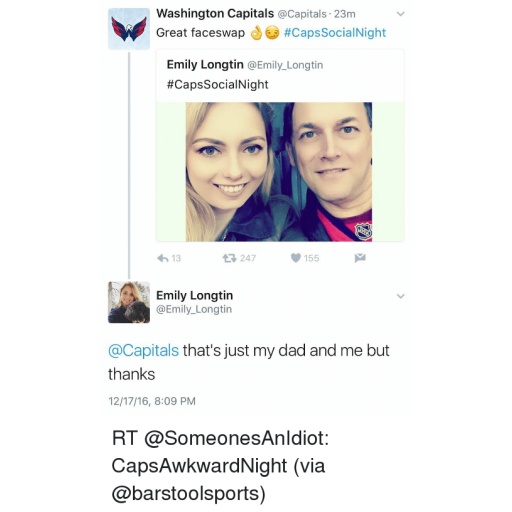 Washington Capitals @Capitals · 23m
Great faceswap 👌😏 #CapsSocialNight
Emily Longtin @Emily_Longtin
#CapsSocialNight
13 247 155
Emily Longtin
@Emily_Longtin
@Capitals that's just my dad and me but
thanks
12/17/16, 8:09 PM
RT @SomeonesAnIdiot:
CapsAwkwardNight (via
@barstoolsports)